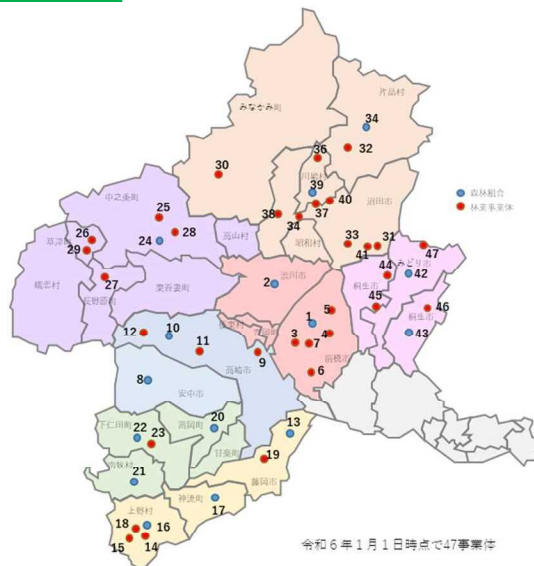 みなかみ町
片品村
34
32
36
30
川場村
39
40
37
38
34
沼田市
昭和村
33
31
41
47
中之条町
25
28
24
26
29
草津町
高山村
27
嬬恋村
長野原町
東吾妻町
2
渋川市
44
みどり市
42
桐生市
45
46
桐生市
43
5
1
4
3
7
前橋市
6
榛東村
吉岡町
12
10
11
9
高崎市
8
安中市
下仁田町
22
23
富岡町
20
甘楽町
13
19
藤岡市
南牧村
21
神流町
17
上野村
18
16
15
14
森林組合
林業事業体
令和6年1月1日時点で47事業体